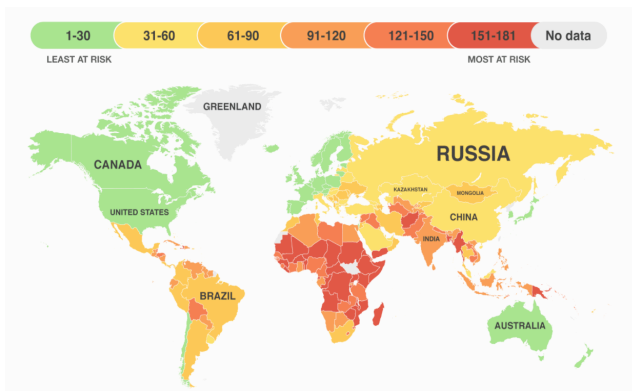 1-30 31-60 61-90 91-120 121-150 151-181 No data
LEAST AT RISK MOST AT RISK
GREENLAND
CANADA
RUSSIA
KAZAKHSTAN
MONGOLIA
UNITED STATES
CHINA
INDIA
BRAZIL
AUSTRALIA